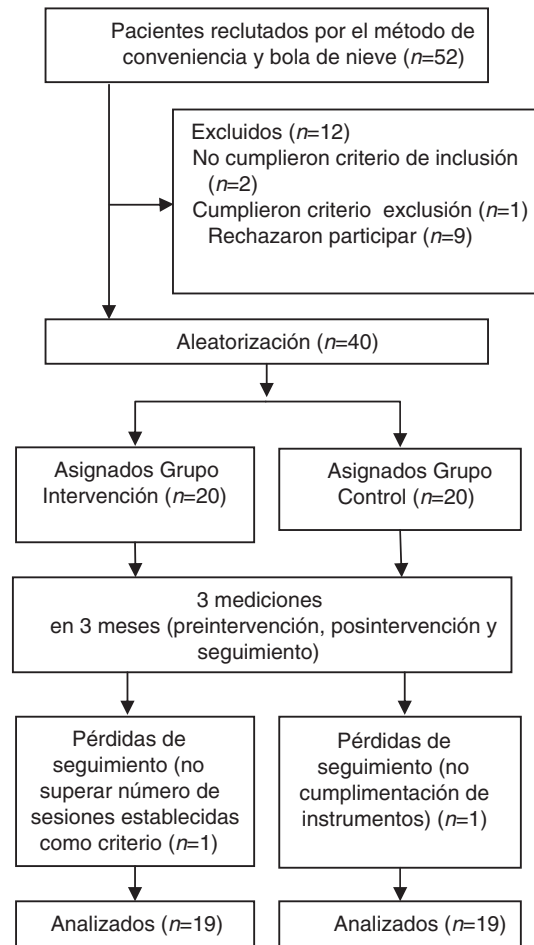 Pacientes reclutados por el método de
conveniencia y bola de nieve (n=52)
Excluidos (n=12)
No cumplieron criterio de inclusión
(n=2)
Cumplieron criterio exclusión (n=1)
Rechazaron participar (n=9)
Aleatorización (n=40)
Asignados Grupo
Intervención (n=20)
Asignados Grupo
Control (n=20)
3 mediciones
en 3 meses (preintervención, posintervención y
seguimiento)
Pérdidas de
seguimiento (no
superar número de
sesiones establecidas
como criterio (n=1)
Pérdidas de
seguimiento (no
cumplimentación de
instrumentos) (n=1)
Analizados (n=19)
Analizados (n=19)